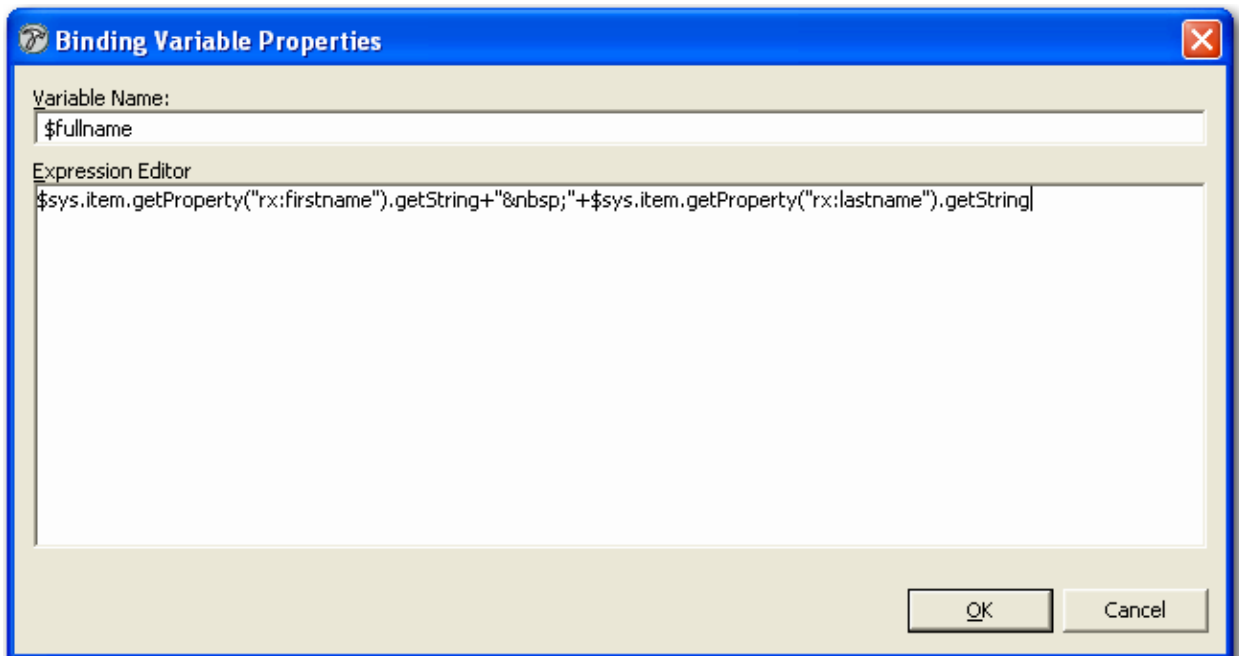 Binding Variable Properties
Variable Name:
$fullname
Expression Editor
$sys.item.getProperty("rx:firstname").getString+"&nbsp;"+$sys.item.getProperty("rx:lastname").getString
OK
Cancel